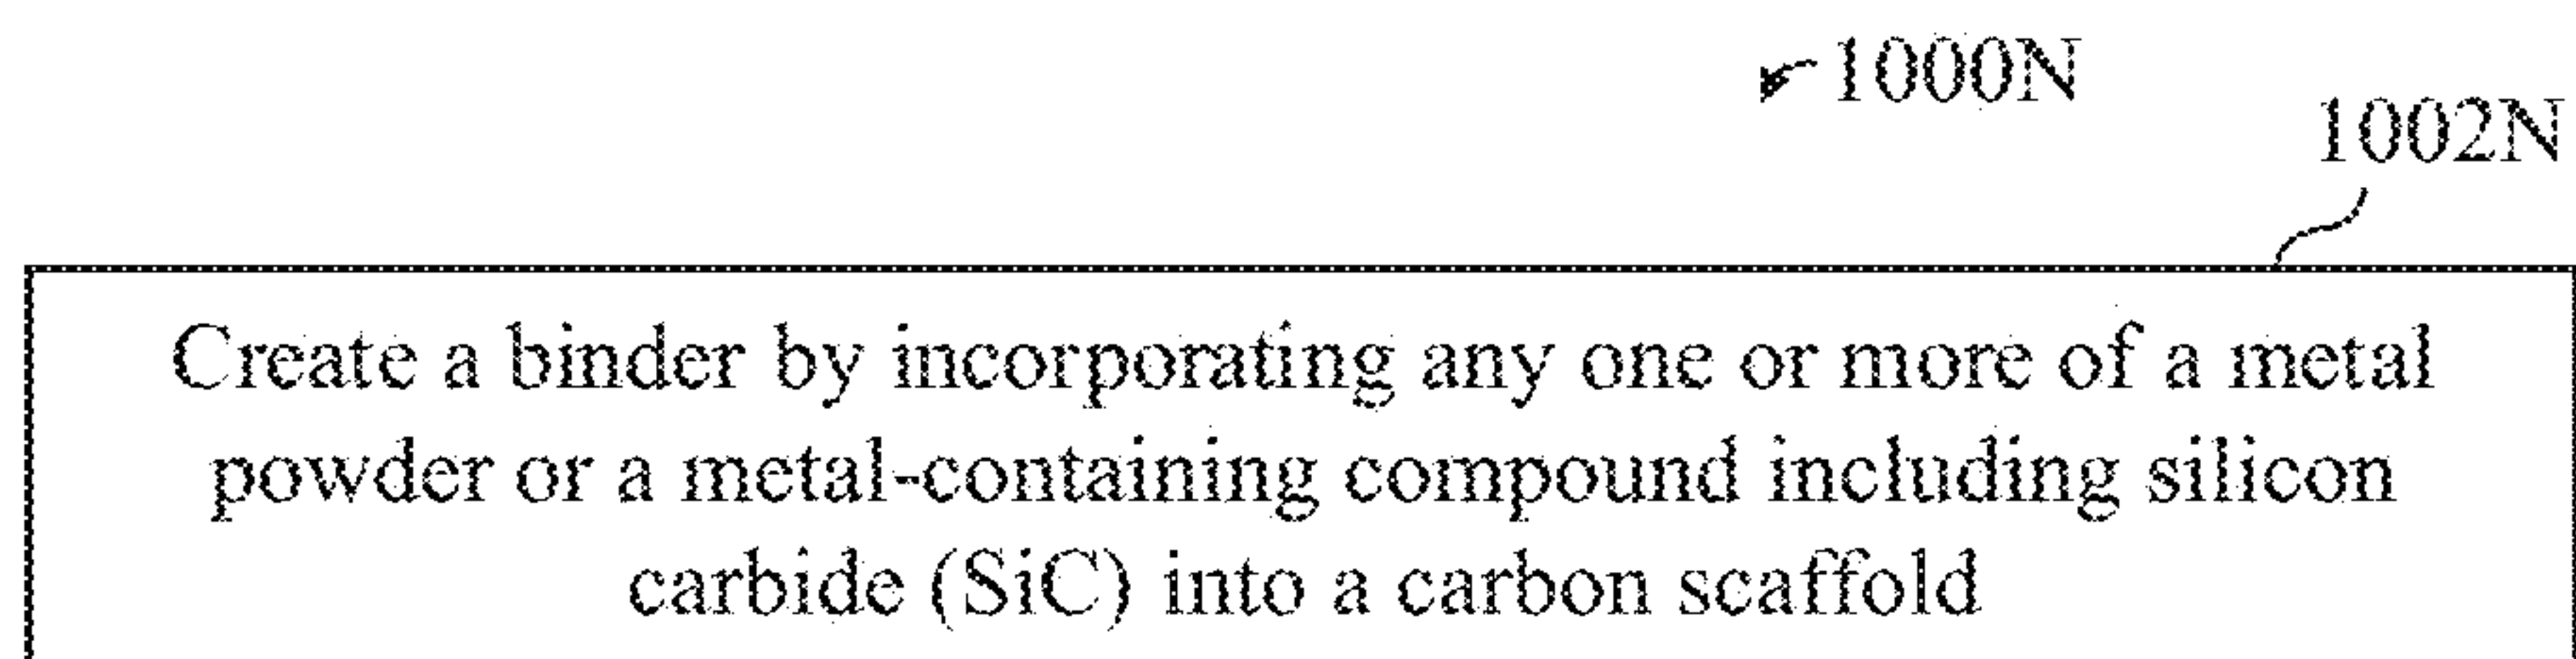 1000N
1002N
Create a binder by incorporating any one or more of a metal
powder or a metal-containing compound including silicon
carbide (SiC) into a carbon scaffold